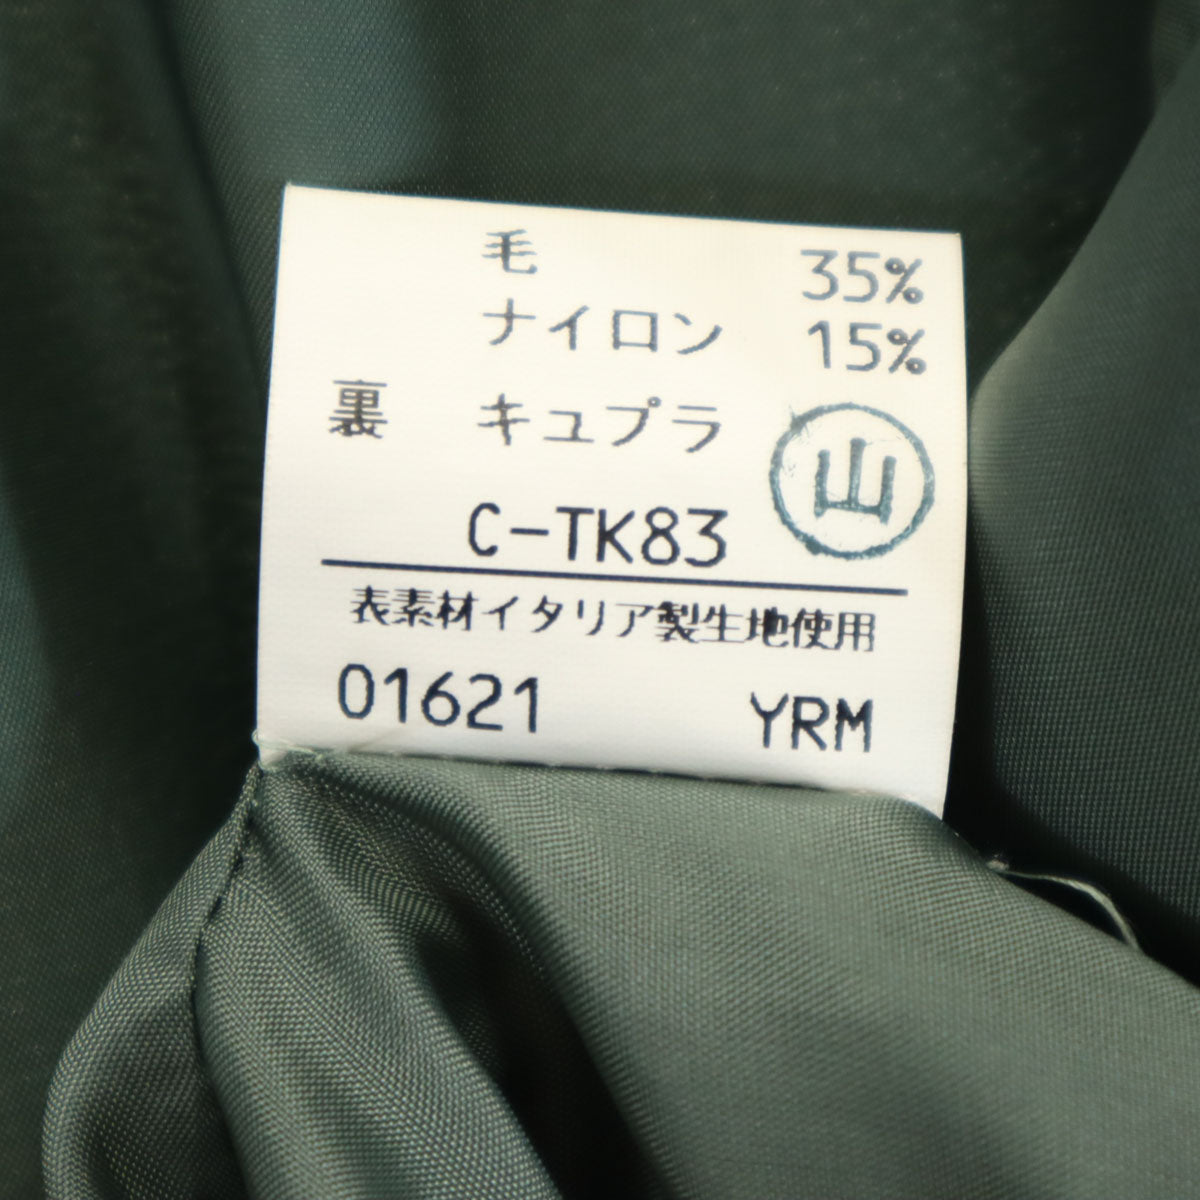 毛 35%
ナイロン 15%
裏 キュプラ
山
C-TK83
表素材イタリア製生地使用
01621 YRM